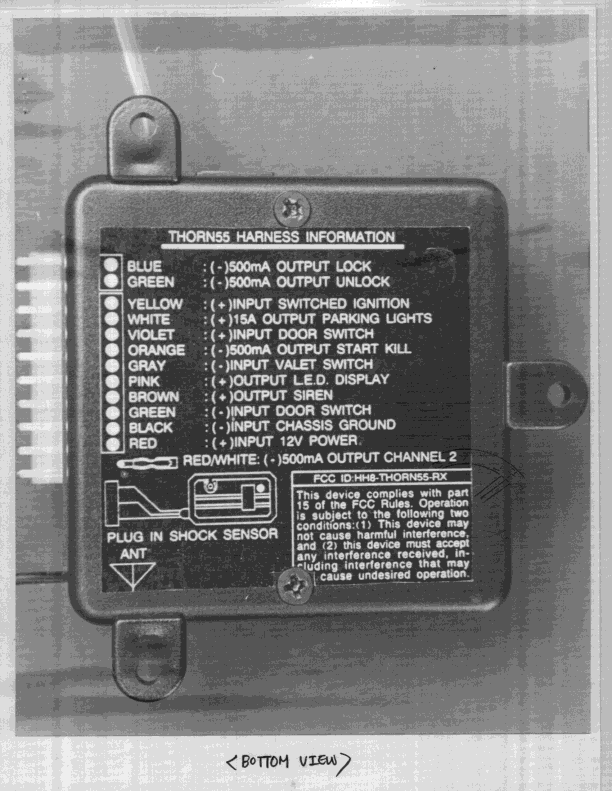 THORN55 HARNESS INFORMATION
BLUE :(-)500mA OUTPUT LOCK
GREEN :(-)500mA OUTPUT UNLOCK
YELLOW :(+)INPUT SWITCHED IGNITION
WHITE :(+)15A OUTPUT PARKING LIGHTS
VIOLET :(+)INPUT DOOR SWITCH
ORANGE :(-)500mA OUTPUT START KILL
GRAY :(-)INPUT VALET SWITCH
PINK :(+)OUTPUT L.E.D. DISPLAY
BROWN :(+)OUTPUT SIREN
GREEN :(-)INPUT DOOR SWITCH
BLACK :(-)INPUT CHASSIS GROUND
RED :(+)INPUT 12V POWER
RED/WHITE: (-)500mA OUTPUT CHANNEL 2
PLUG IN SHOCK SENSOR
ANT
FCC ID:HH8-THORN55-RX
This device complies with part
15 of the FCC Rules. Operation
is subject to the following two
conditions:(1) This device may
not cause harmful interference,
and (2) this device must accept
any interference received, in-
cluding interference that may
cause undesired operation.
<BOTTOM VIEW>